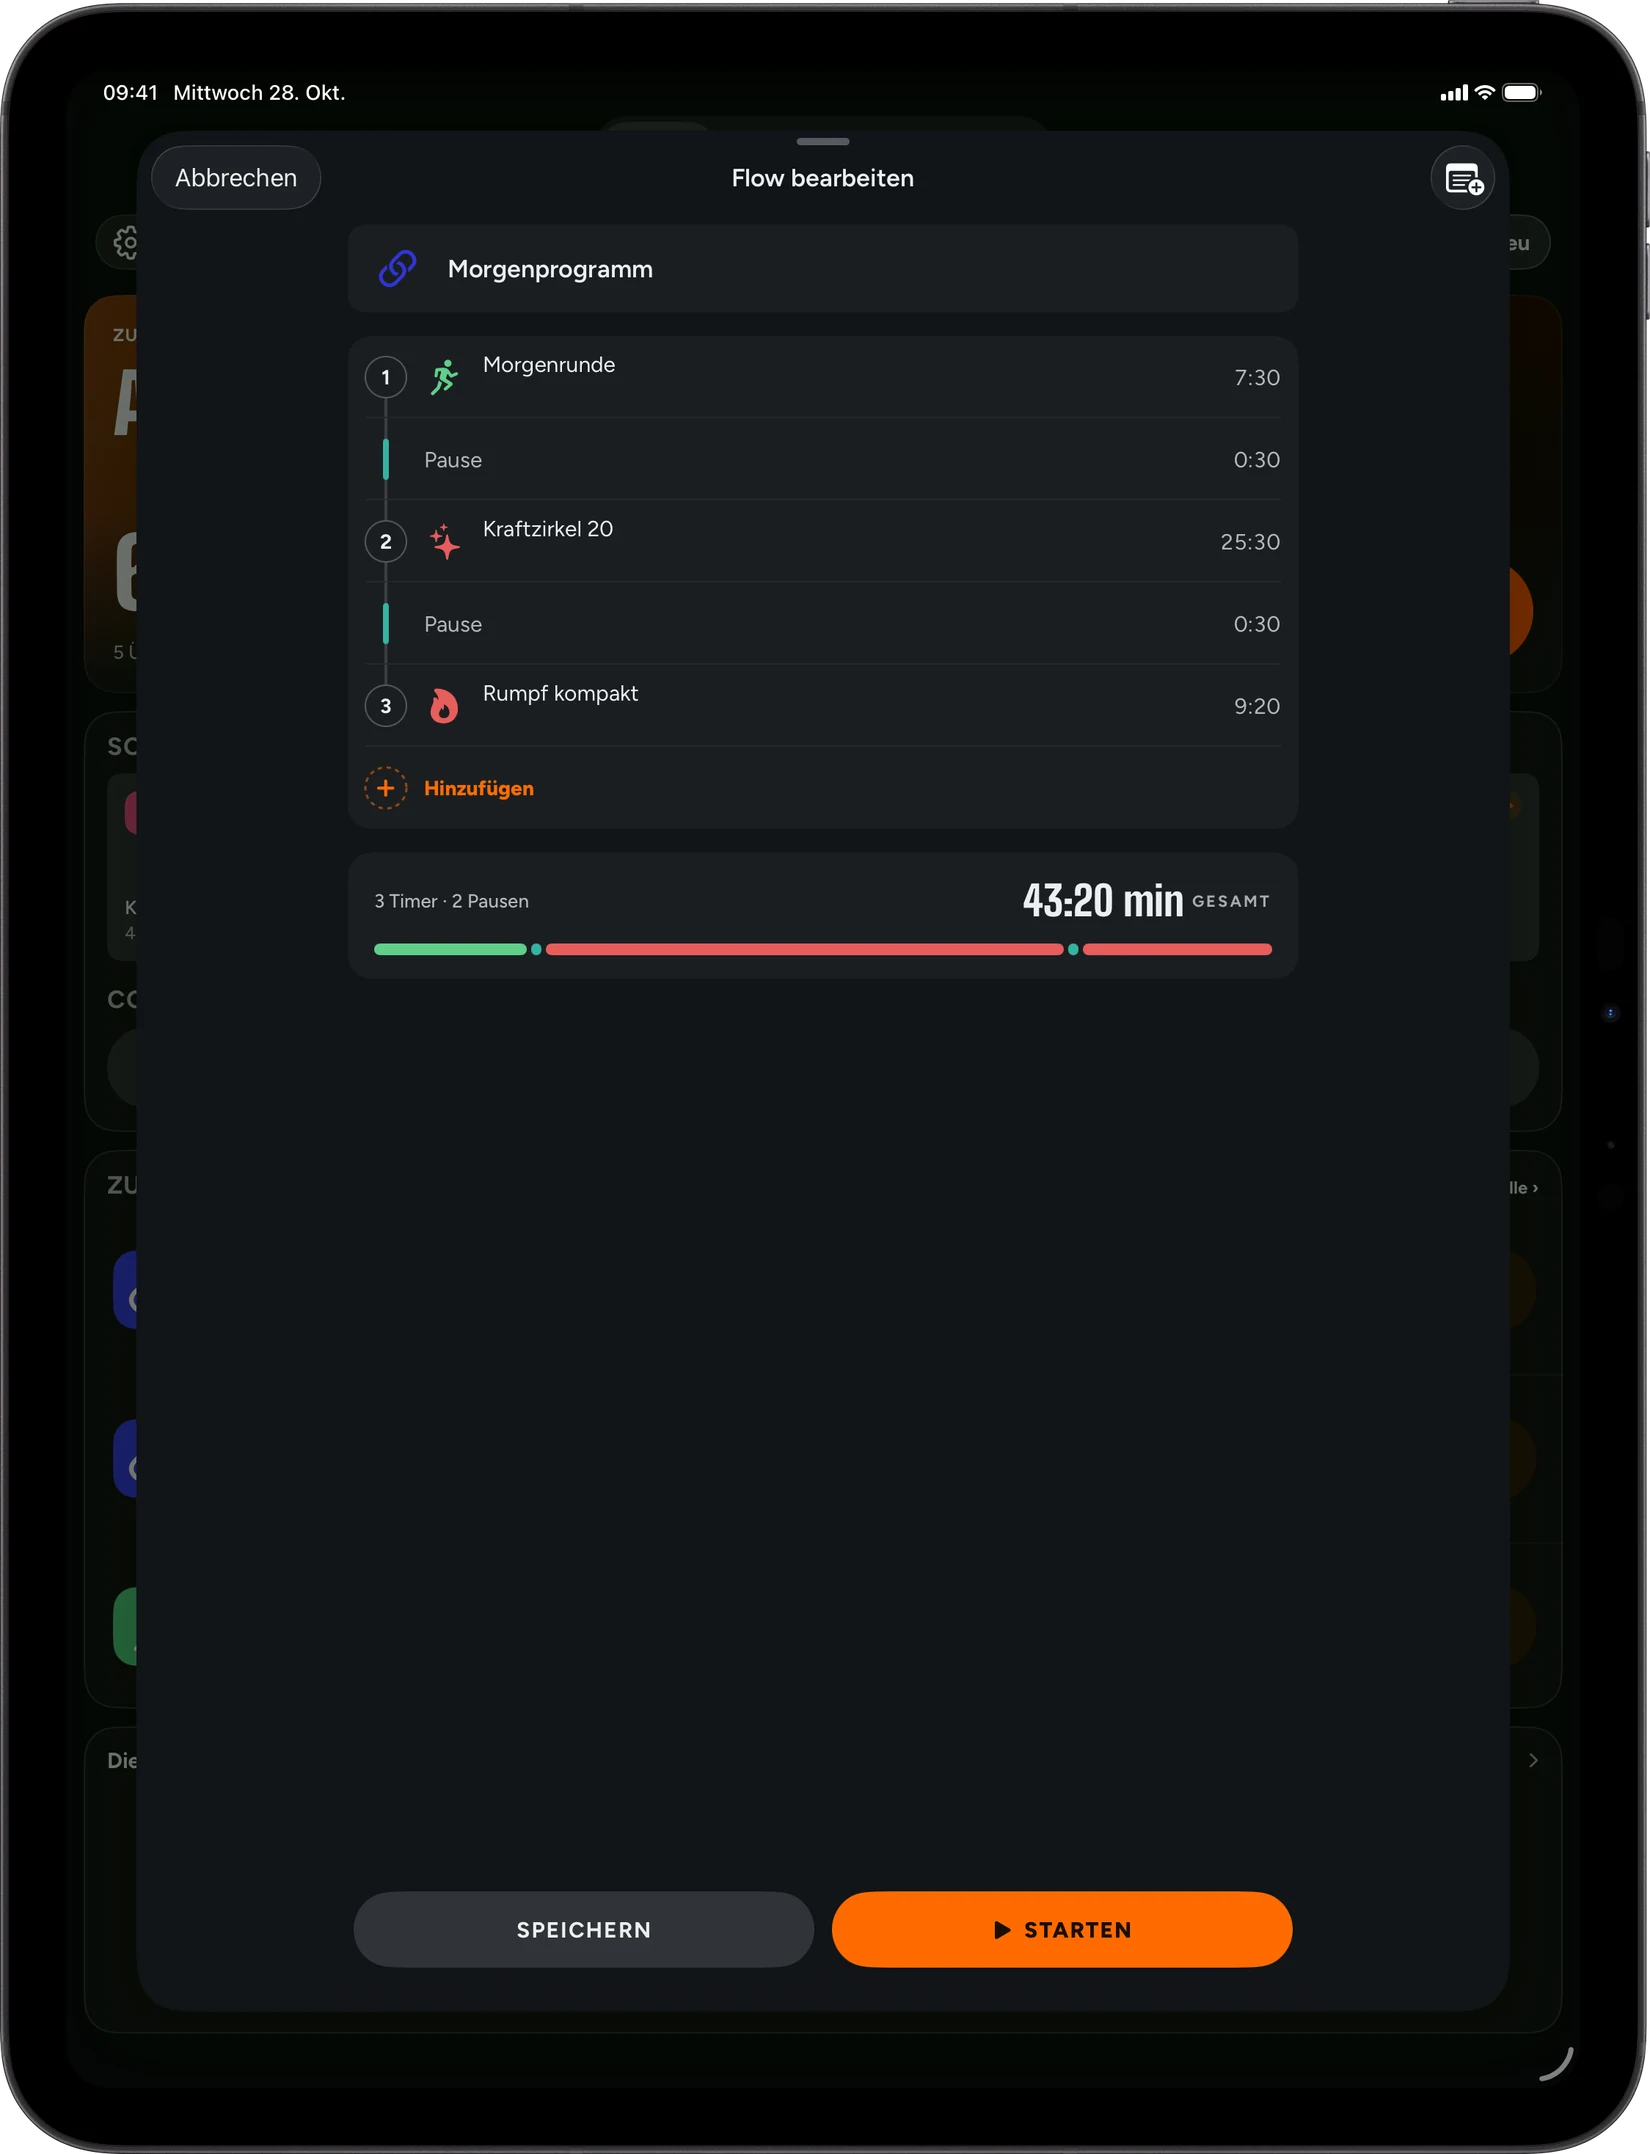 09:41 Mittwoch 28. Okt.
Abbrechen
Flow bearbeiten
Morgenprogramm
1 Morgenrunde 7:30
Pause 0:30
2 Kraftzirkel 20 25:30
Pause 0:30
3 Rumpf kompakt 9:20
Hinzufügen
3 Timer · 2 Pausen 43:20 min GESAMT
SPEICHERN
STARTEN